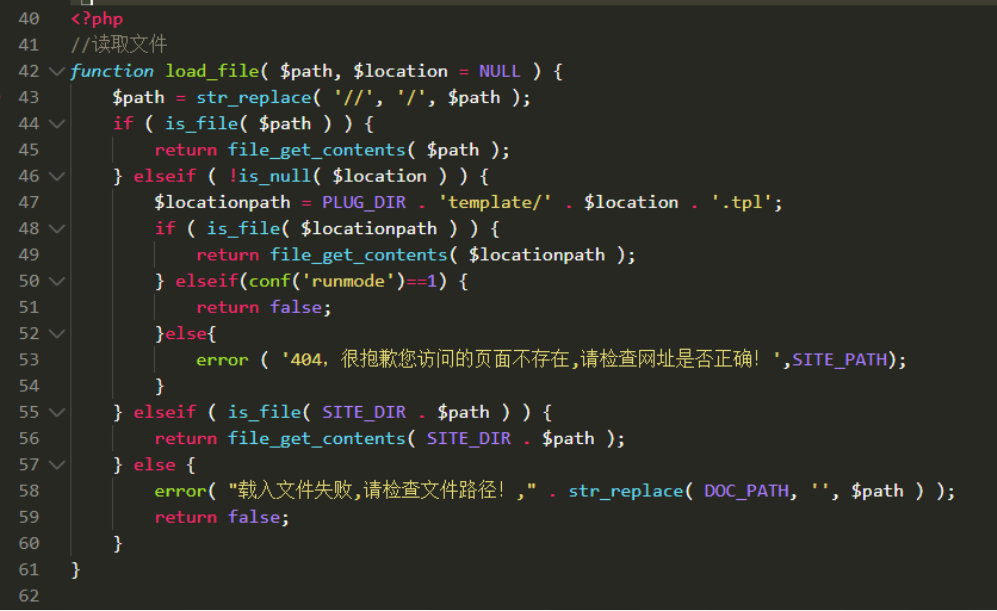 40 <?php
41 //读取文件
42 function load_file( $path, $location = NULL ) {
43 $path = str_replace( '//', '/', $path );
44 if ( is_file( $path ) ) {
45 return file_get_contents( $path );
46 } elseif ( !is_null( $location ) ) {
47 $locationpath = PLUG_DIR . 'template/' . $location . '.tpl';
48 if ( is_file( $locationpath ) ) {
49 return file_get_contents( $locationpath );
50 } elseif(conf('runmode')==1) {
51 return false;
52 }else{
53 error ( '404，很抱歉您访问的页面不存在,请检查网址是否正确！',SITE_PATH);
54 }
55 } elseif ( is_file( SITE_DIR . $path ) ) {
56 return file_get_contents( SITE_DIR . $path );
57 } else {
58 error( "载入文件失败,请检查文件路径！," . str_replace( DOC_PATH, '', $path ) );
59 return false;
60 }
61 }
62